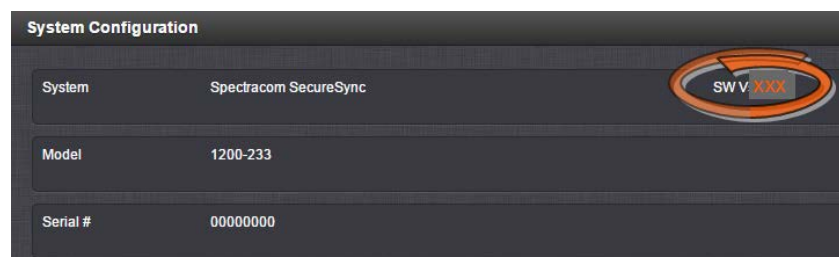 System Configuration
System Spectracom SecureSync SW V XXX
Model 1200-233
Serial # 00000000